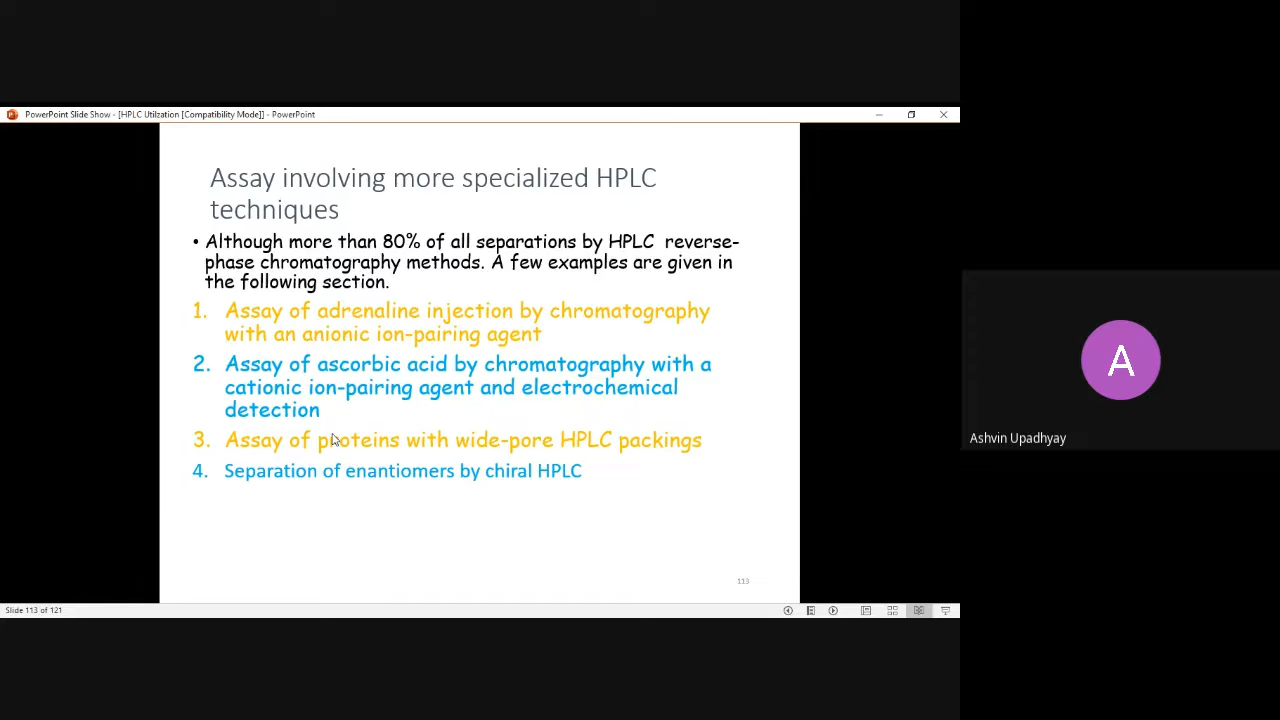 PowerPoint Slide Show - [HPLC Utilzation [Compatibility Mode]] - PowerPoint
Assay involving more specialized HPLC
techniques
• Although more than 80% of all separations by HPLC reverse-
phase chromatography methods. A few examples are given in
the following section.
1. Assay of adrenaline injection by chromatography
with an anionic ion-pairing agent
2. Assay of ascorbic acid by chromatography with a
cationic ion-pairing agent and electrochemical
detection
3. Assay of proteins with wide-pore HPLC packings
4. Separation of enantiomers by chiral HPLC
113
Slide 113 of 121
A
Ashvin Upadhyay